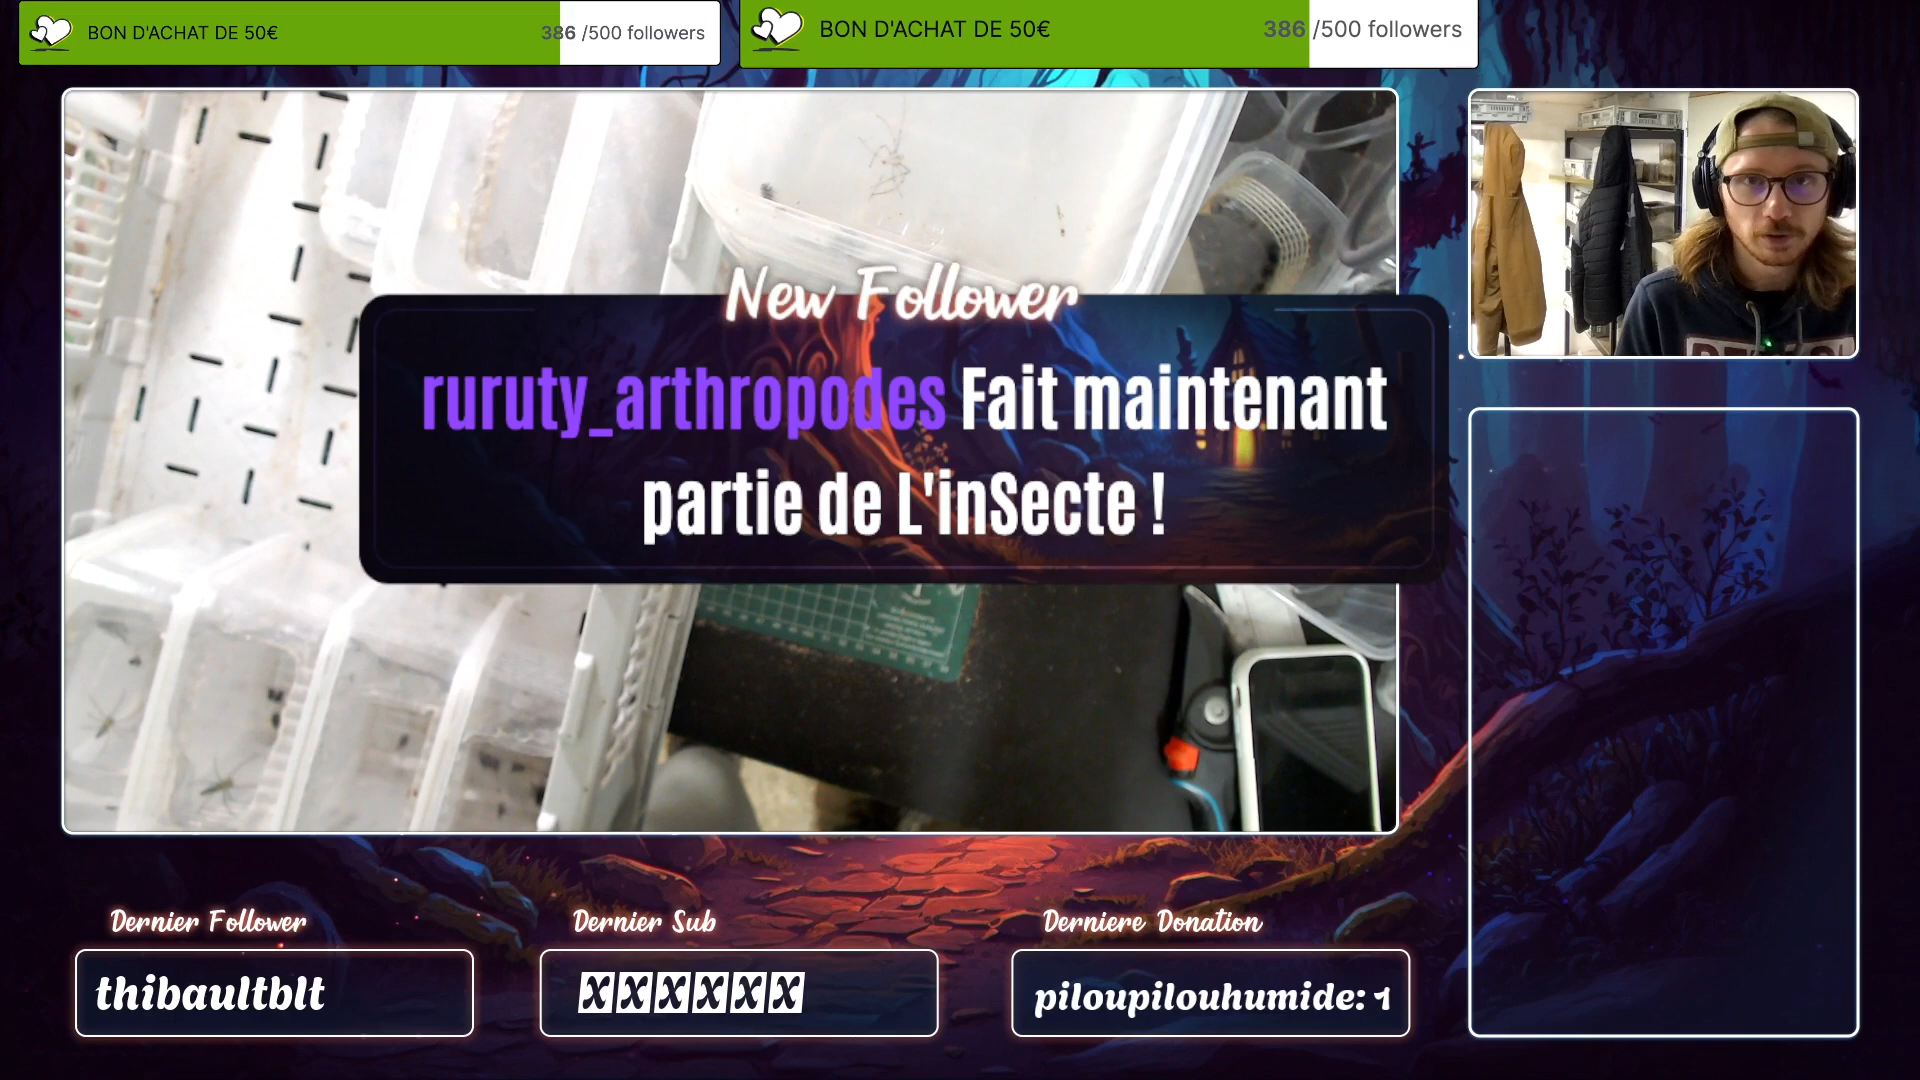 BON D'ACHAT DE 50€ 386 /500 followers
BON D'ACHAT DE 50€ 386 /500 followers
New Follower
ruruty_arthropodes Fait maintenant
partie de L'inSecte !
Dernier Follower
thibaultblt
Dernier Sub
XXXXXX
Derniere Donation
piloupilouhumide: 1